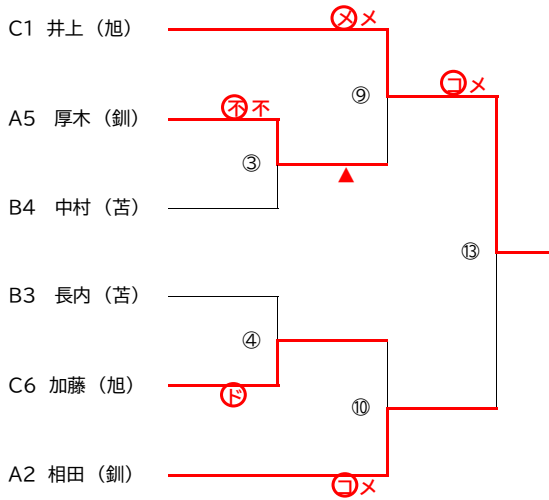 C1 井上（旭）
㋱メ
⑨
㋙メ
A5 厚木（釧）
不不
③
▲
B4 中村（苫）
⑬
B3 長内（苫）
④
C6 加藤（旭）
ド
⑩
A2 相田（釧）
㋙メ